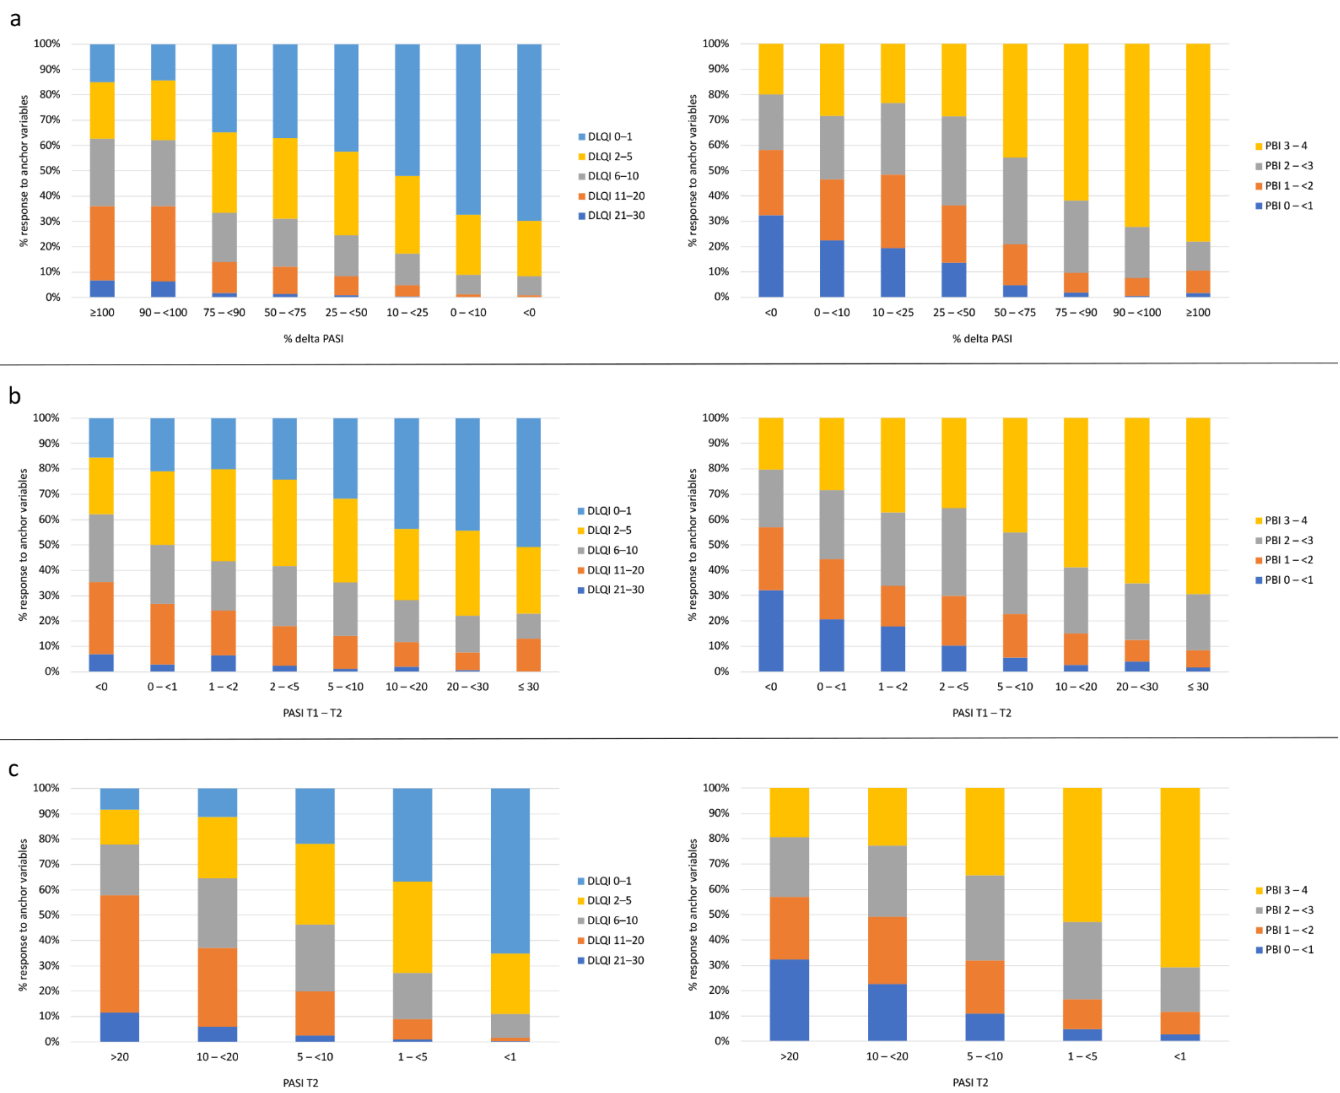 a
100%
90%
80%
70%
60%
50%
40%
30%
20%
10%
0%
% response to anchor variables
≥100 90 – <100 75 – <90 50 – <75 25 – <50 10 – <25 0 – <10 <0
% delta PASI
DLQI 0–1
DLQI 2–5
DLQI 6–10
DLQI 11–20
DLQI 21–30
100%
90%
80%
70%
60%
50%
40%
30%
20%
10%
0%
% response to anchor variables
<0 0 – <10 10 – <25 25 – <50 50 – <75 75 – <90 90 – <100 ≥100
% delta PASI
PBI 3 – 4
PBI 2 – <3
PBI 1 – <2
PBI 0 – <1
b
100%
90%
80%
70%
60%
50%
40%
30%
20%
10%
0%
% response to anchor variables
<0 0 – <1 1 – <2 2 – <5 5 – <10 10 – <20 20 – <30 ≤ 30
PASI T1 – T2
DLQI 0–1
DLQI 2–5
DLQI 6–10
DLQI 11–20
DLQI 21–30
100%
90%
80%
70%
60%
50%
40%
30%
20%
10%
0%
% response to anchor variables
<0 0 – <1 1 – <2 2 – <5 5 – <10 10 – <20 20 – <30 ≤ 30
PASI T1 – T2
PBI 3 – 4
PBI 2 – <3
PBI 1 – <2
PBI 0 – <1
c
100%
90%
80%
70%
60%
50%
40%
30%
20%
10%
0%
% response to anchor variables
>20 10 – <20 5 – <10 1 – <5 <1
PASI T2
DLQI 0–1
DLQI 2–5
DLQI 6–10
DLQI 11–20
DLQI 21–30
100%
90%
80%
70%
60%
50%
40%
30%
20%
10%
0%
% response to anchor variables
>20 10 – <20 5 – <10 1 – <5 <1
PASI T2
PBI 3 – 4
PBI 2 – <3
PBI 1 – <2
PBI 0 – <1